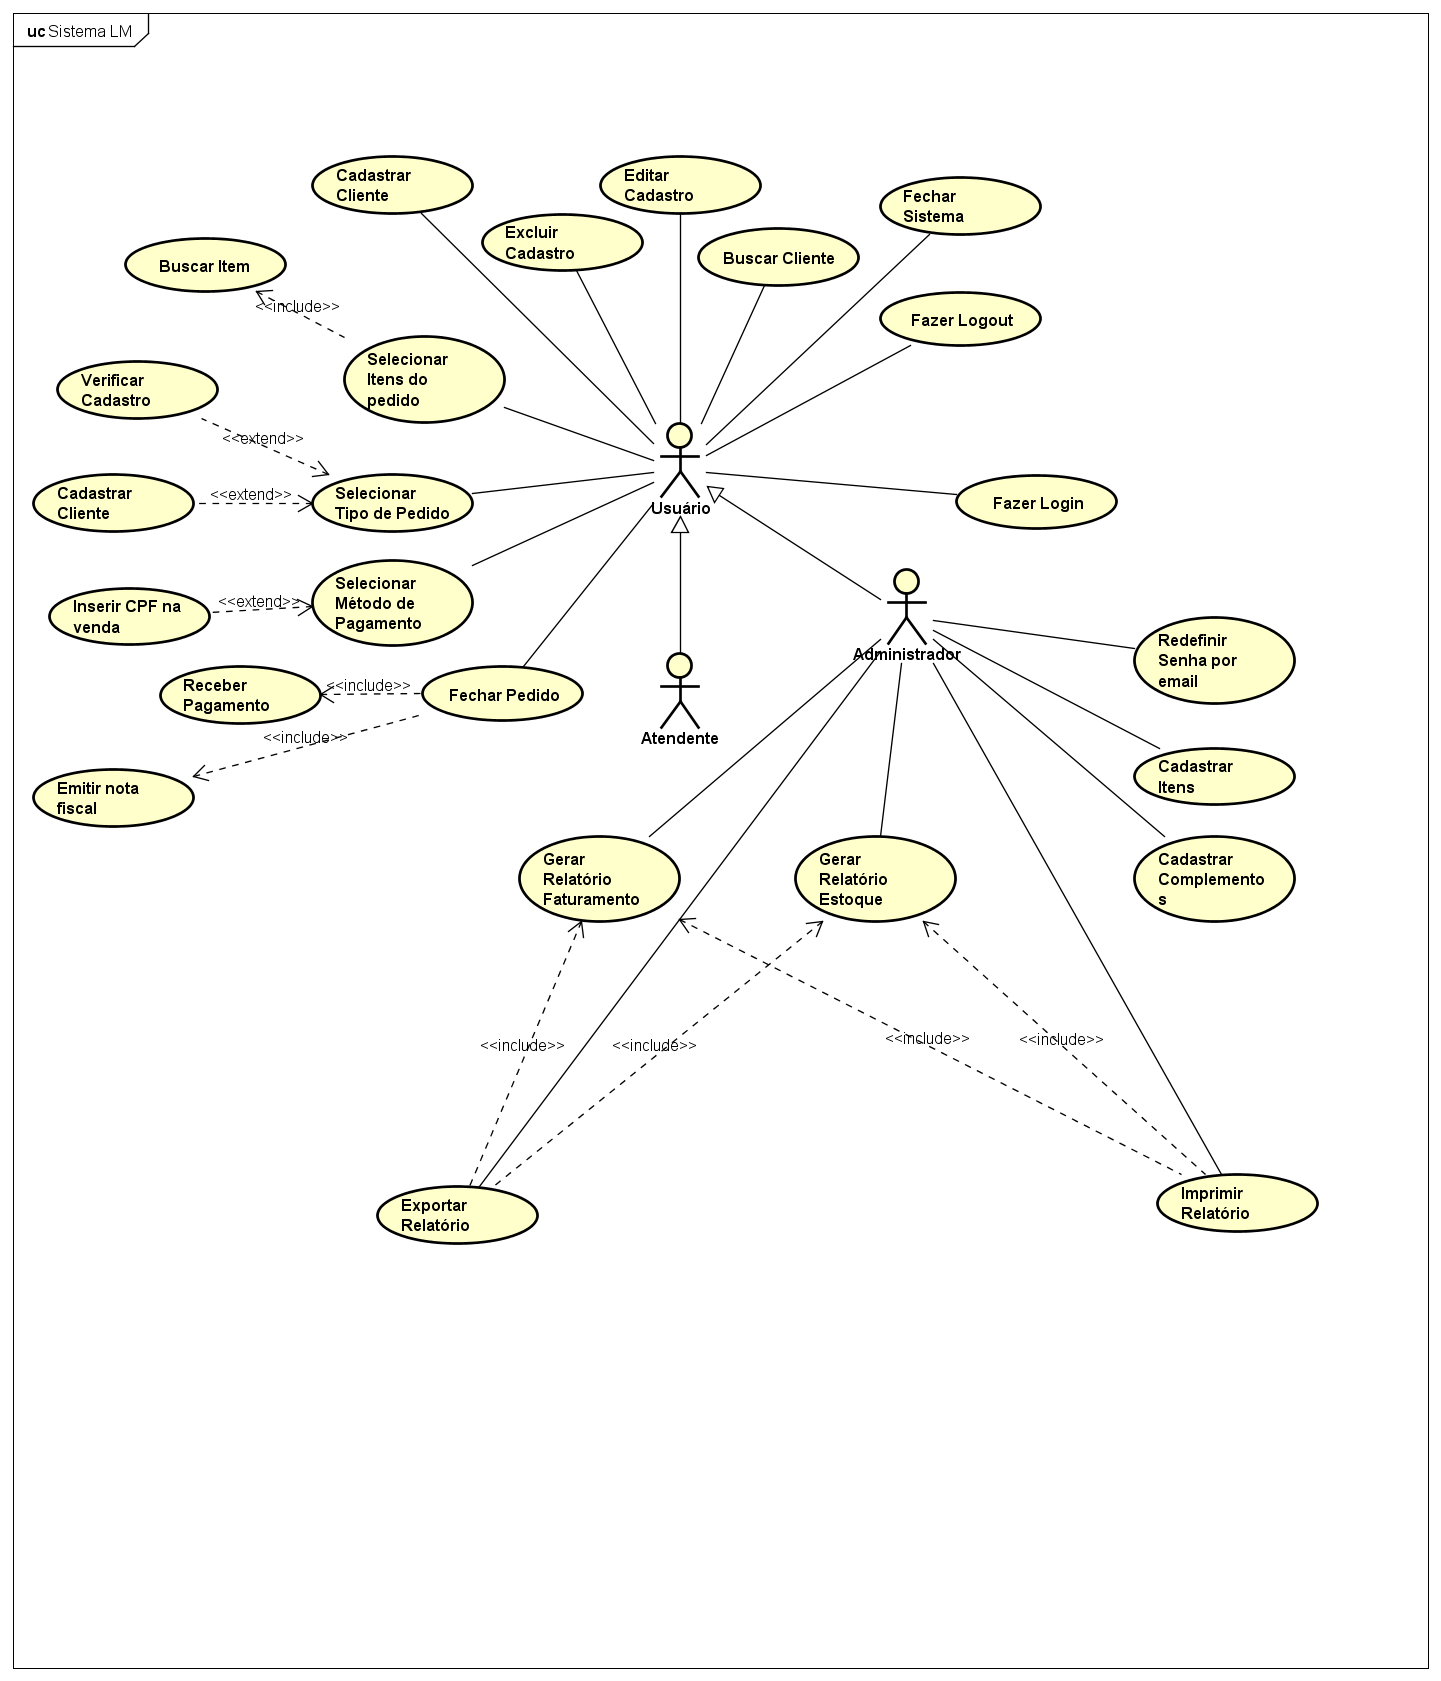 uc Sistema LM
Cadastrar
Cliente
Editar
Cadastro
Fechar
Sistema
Excluir
Cadastro
Buscar Cliente
Buscar Item
<<include>>
Fazer Logout
Selecionar
Itens do
pedido
Verificar
Cadastro
<<extend>>
Cadastrar
Cliente
<<extend>>
Selecionar
Tipo de Pedido
Usuário
Fazer Login
Inserir CPF na
venda
<<extend>>
Selecionar
Método de
Pagamento
Administrador
Redefinir
Senha por
email
Receber
Pagamento
<<include>>
Fechar Pedido
<<include>>
Atendente
Emitir nota
fiscal
Cadastrar
Itens
Gerar
Relatório
Faturamento
Gerar
Relatório
Estoque
Cadastrar
Complemento
s
<<include>>
<<include>>
<<include>>
<<include>>
Exportar
Relatório
Imprimir
Relatório